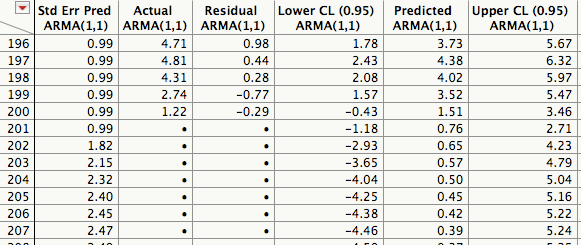 Std Err Pred Actual Residual Lower CL (0.95) Predicted Upper CL (0.95)
ARMA(1,1) ARMA(1,1) ARMA(1,1) ARMA(1,1) ARMA(1,1) ARMA(1,1)
196 0.99 4.71 0.98 1.78 3.73 5.67
197 0.99 4.81 0.44 2.43 4.38 6.32
198 0.99 4.31 0.28 2.08 4.02 5.97
199 0.99 2.74 −0.77 1.57 3.52 5.47
200 0.99 1.22 −0.29 −0.43 1.51 3.46
201 0.99 • • −1.18 0.76 2.71
202 1.82 • • −2.93 0.65 4.23
203 2.15 • • −3.65 0.57 4.79
204 2.32 • • −4.04 0.50 5.04
205 2.40 • • −4.25 0.45 5.16
206 2.45 • • −4.38 0.42 5.22
207 2.47 • • −4.46 0.39 5.24